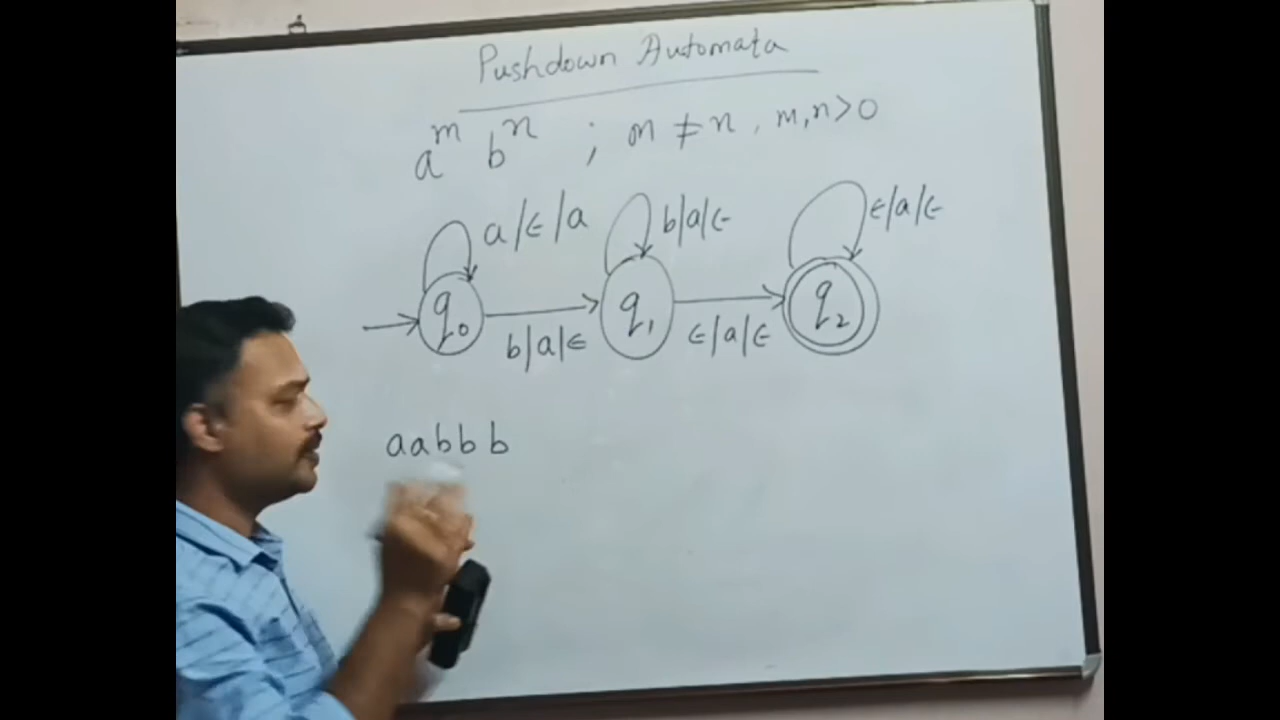 Pushdown Automata
a^m b^n ; m ≠ n, m,n>0
a/ϵ/a b/a/ϵ ϵ/a/ϵ
q₀ q₁ q₂
b/a/ϵ ϵ/a/ϵ
aabbb